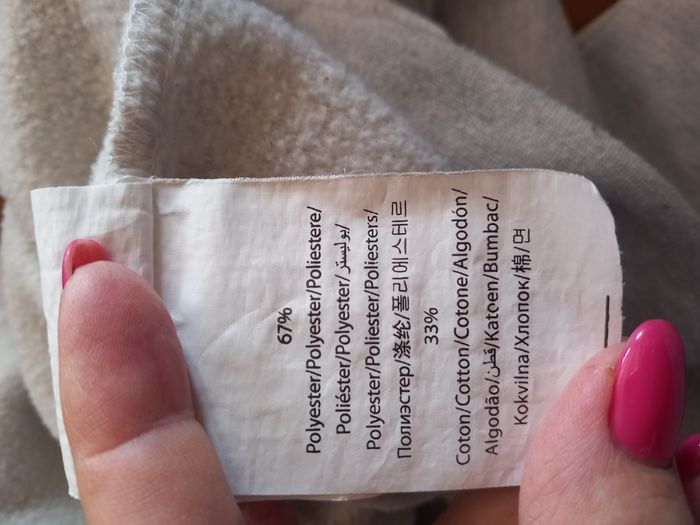 67%
Polyester/Polyester/Poliestere/
Poliéster/Polyester/بوليستر/
Polyester/Poliester/Poliesters/
Полиэстер/涤纶/폴리에스테르
33%
Coton/Cotton/Cotone/Algodón/
Algodão/قطن/Katoen/Bumbac/
Kokvilna/Хлопок/棉/면